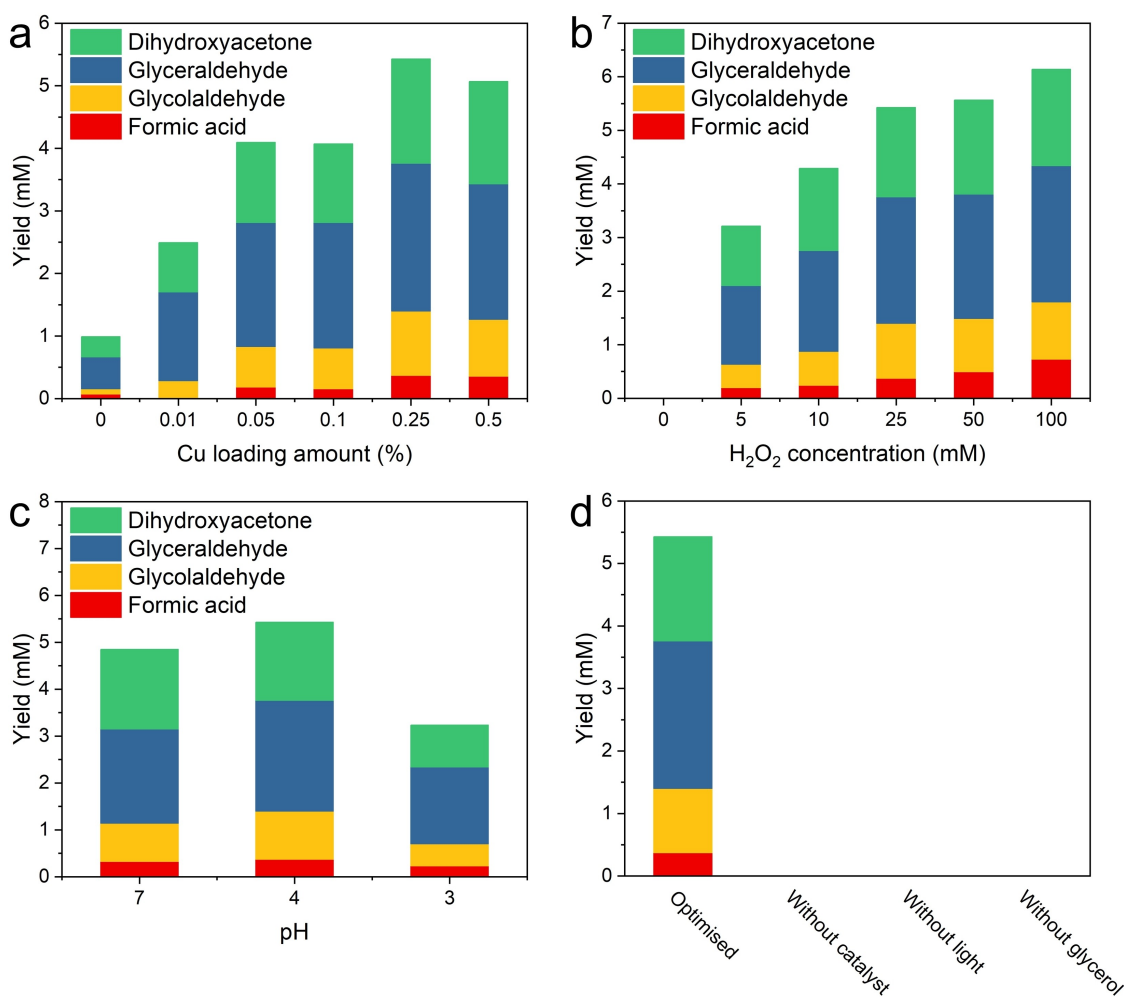 a
Dihydroxyacetone
Glyceraldehyde
Glycolaldehyde
Formic acid
Yield (mM)
6
5
4
3
2
1
0
0 0.01 0.05 0.1 0.25 0.5
Cu loading amount (%)
b
Dihydroxyacetone
Glyceraldehyde
Glycolaldehyde
Formic acid
Yield (mM)
7
6
5
4
3
2
1
0
0 5 10 25 50 100
H₂O₂ concentration (mM)
c
Dihydroxyacetone
Glyceraldehyde
Glycolaldehyde
Formic acid
Yield (mM)
8
7
6
5
4
3
2
1
0
7 4 3
pH
d
Yield (mM)
6
5
4
3
2
1
0
Optimised
Without catalyst
Without light
Without glycerol